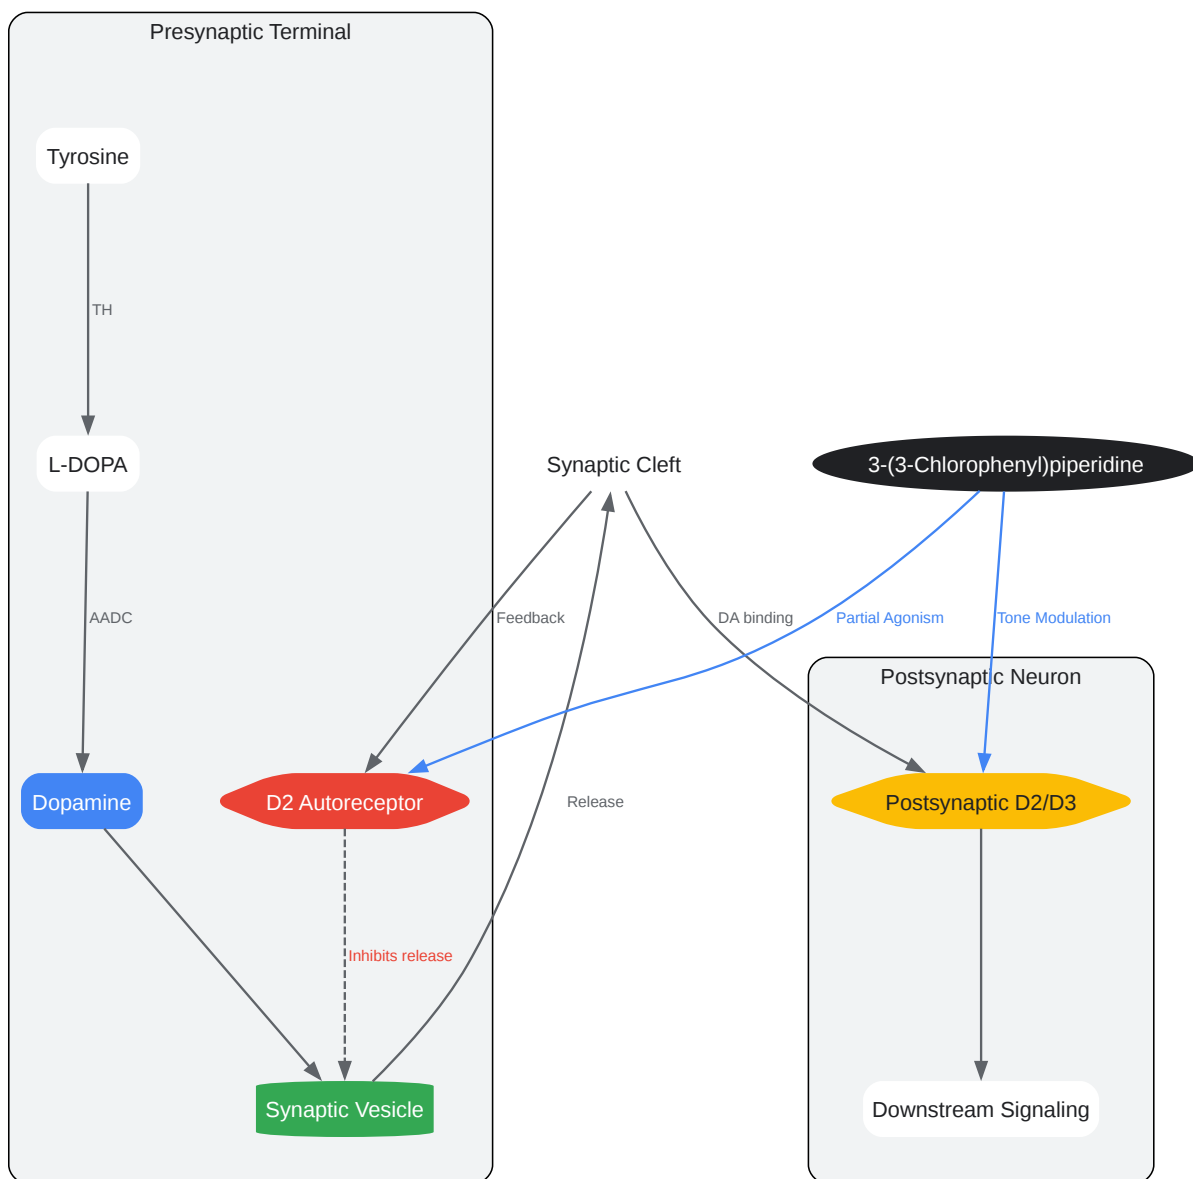 Presynaptic Terminal
Tyrosine
TH
L-DOPA
Synaptic Cleft
3-(3-Chlorophenyl)piperidine
AADC
Feedback
DA binding
Partial Agonism
Tone Modulation
Postsynaptic Neuron
Dopamine
D2 Autoreceptor
Release
Postsynaptic D2/D3
Inhibits release
Synaptic Vesicle
Downstream Signaling